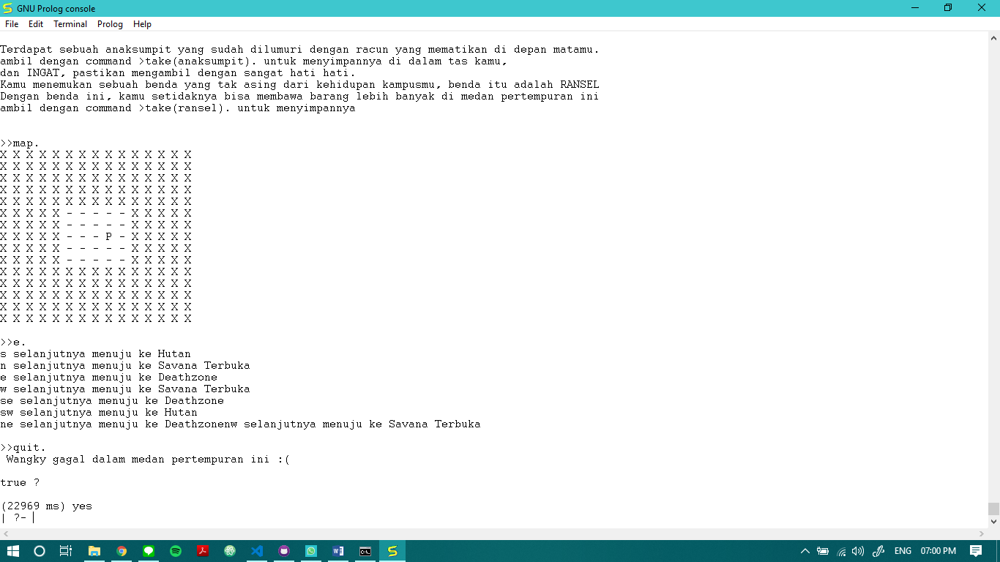 GNU Prolog console
File Edit Terminal Prolog Help
Terdapat sebuah anaksumpit yang sudah dilumuri dengan racun yang mematikan di depan matamu.
ambil dengan command >take(anaksumpit). untuk menyimpannya di dalam tas kamu,
dan INGAT, pastikan mengambil dengan sangat hati hati.
Kamu menemukan sebuah benda yang tak asing dari kehidupan kampusmu, benda itu adalah RANSEL
Dengan benda ini, kamu setidaknya bisa membawa barang lebih banyak di medan pertempuran ini
ambil dengan command >take(ransel). untuk menyimpannya
>>map.
X X X X X X X X X X X X X X X
X X X X X X X X X X X X X X X
X X X X X X X X X X X X X X X
X X X X X X X X X X X X X X X
X X X X X X X X X X X X X X X
X X X X X - - - - - X X X X X
X X X X X - - - - - X X X X X
X X X X X - - - P - X X X X X
X X X X X - - - - - X X X X X
X X X X X - - - - - X X X X X
X X X X X X X X X X X X X X X
X X X X X X X X X X X X X X X
X X X X X X X X X X X X X X X
X X X X X X X X X X X X X X X
X X X X X X X X X X X X X X X
>>e.
s selanjutnya menuju ke Hutan
n selanjutnya menuju ke Savana Terbuka
e selanjutnya menuju ke Deathzone
w selanjutnya menuju ke Savana Terbuka
se selanjutnya menuju ke Deathzone
sw selanjutnya menuju ke Hutan
ne selanjutnya menuju ke Deathzonenw selanjutnya menuju ke Savana Terbuka
>>quit.
Wangky gagal dalam medan pertempuran ini :(
true ?
(22969 ms) yes
| ?-
ENG 07:00 PM